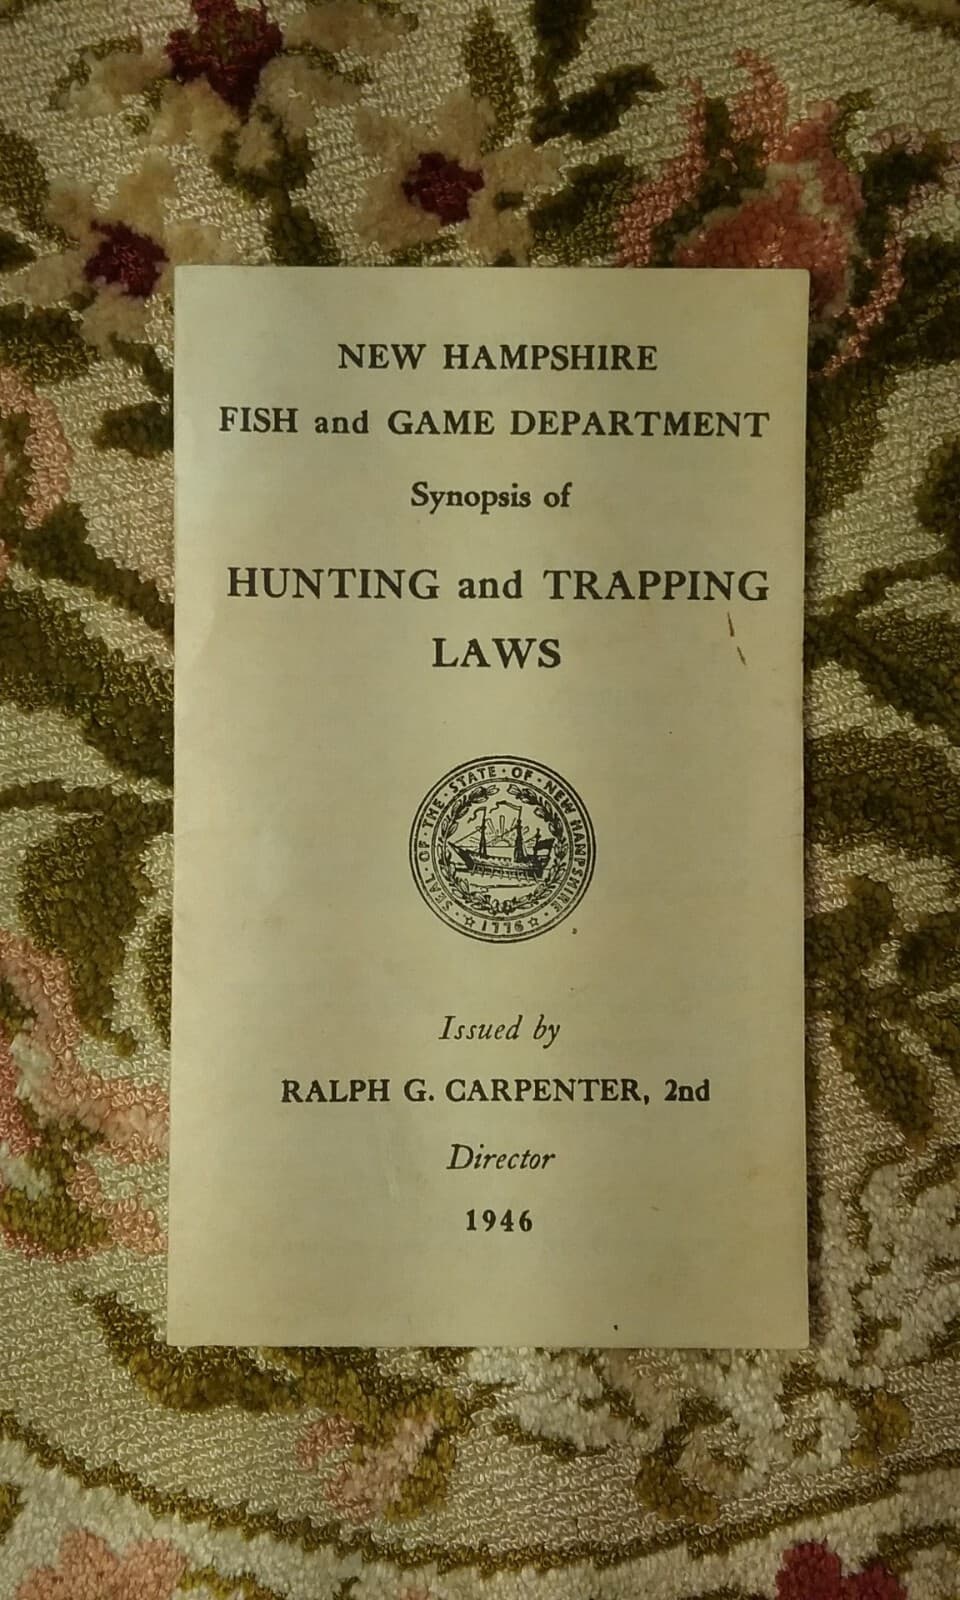 NEW HAMPSHIRE
FISH and GAME DEPARTMENT
Synopsis of
HUNTING and TRAPPING
LAWS
SEAL · OF · THE · STATE · OF · NEW HAMPSHIRE ·
☆ 1776 ☆
Issued by
RALPH G. CARPENTER, 2nd
Director
1946